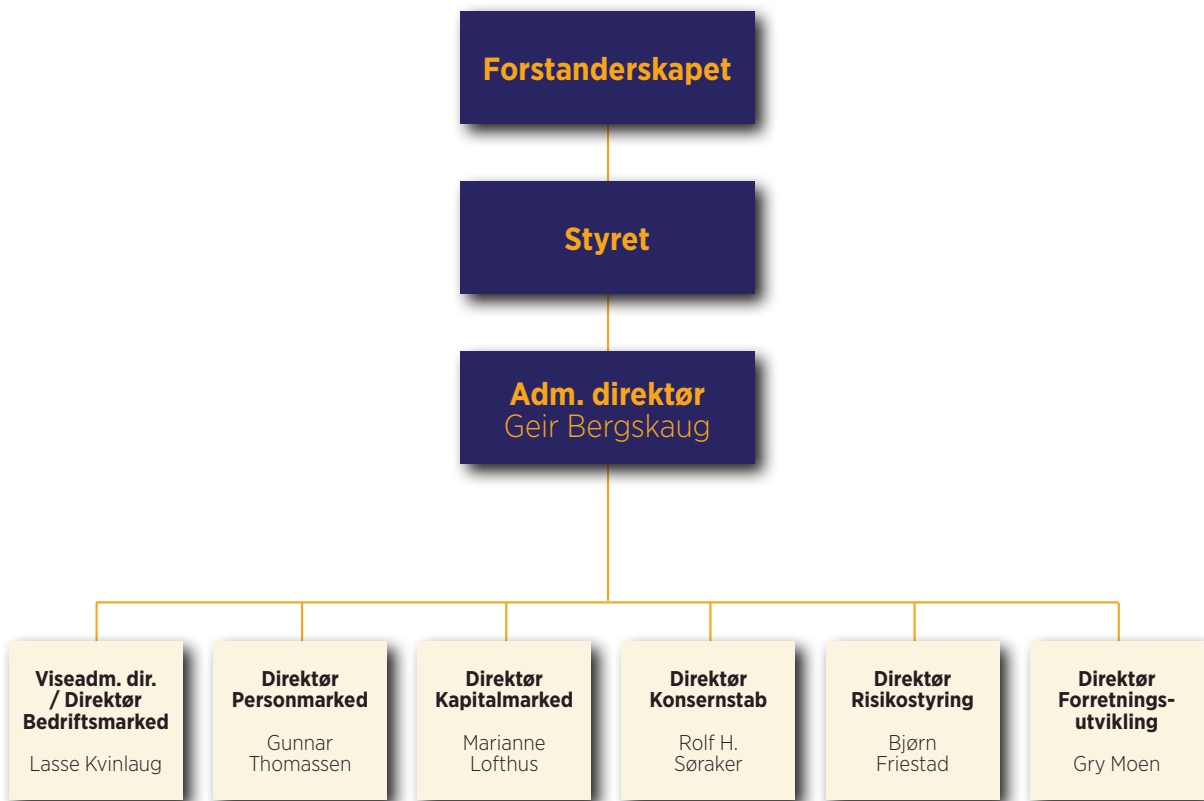 Forstanderskapet
Styret
Adm. direktør
Geir Bergskaug
Viseadm. dir.
/ Direktør
Bedriftsmarked
Lasse Kvinlaug
Direktør
Personmarked
Gunnar
Thomassen
Direktør
Kapitalmarked
Marianne
Lofthus
Direktør
Konsernstab
Rolf H.
Søraker
Direktør
Risikostyring
Bjørn
Friestad
Direktør
Forretnings-
utvikling
Gry Moen